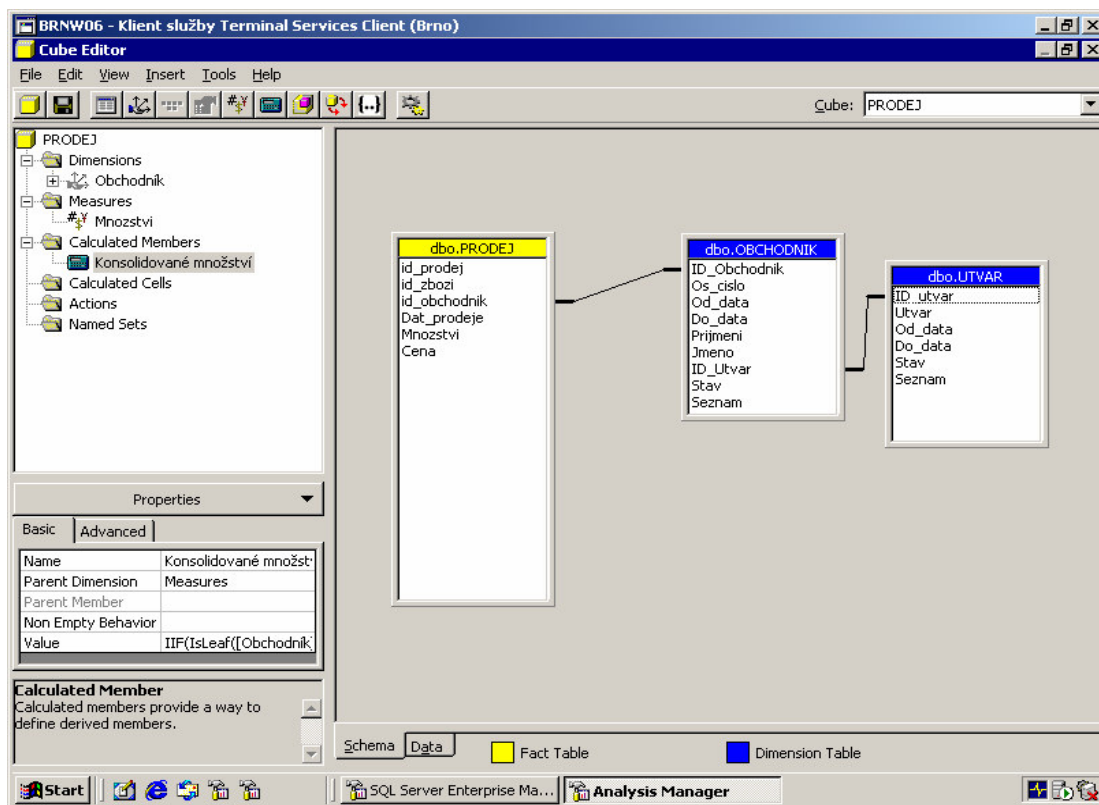 BRNW06 - Klient služby Terminal Services Client (Brno)
Cube Editor
File Edit View Insert Tools Help
Cube: PRODEJ
PRODEJ
Dimensions
Obchodník
Measures
Mnozstvi
Calculated Members
Konsolidované množství
Calculated Cells
Actions
Named Sets
Properties
Basic Advanced
Name Konsolidované množst
Parent Dimension Measures
Parent Member
Non Empty Behavior
Value IIF(IsLeaf([Obchodník]
Calculated Member
Calculated members provide a way to
define derived members.
dbo.PRODEJ
id_prodej
id_zbozi
id_obchodnik
Dat_prodeje
Mnozstvi
Cena
dbo.OBCHODNIK
ID_Obchodnik
Os_cislo
Od_data
Do_data
Prijmeni
Jmeno
ID_Utvar
Stav
Seznam
dbo.UTVAR
ID_utvar
Utvar
Od_data
Do_data
Stav
Seznam
Schema Data
Fact Table
Dimension Table
Start
SQL Server Enterprise Ma...
Analysis Manager